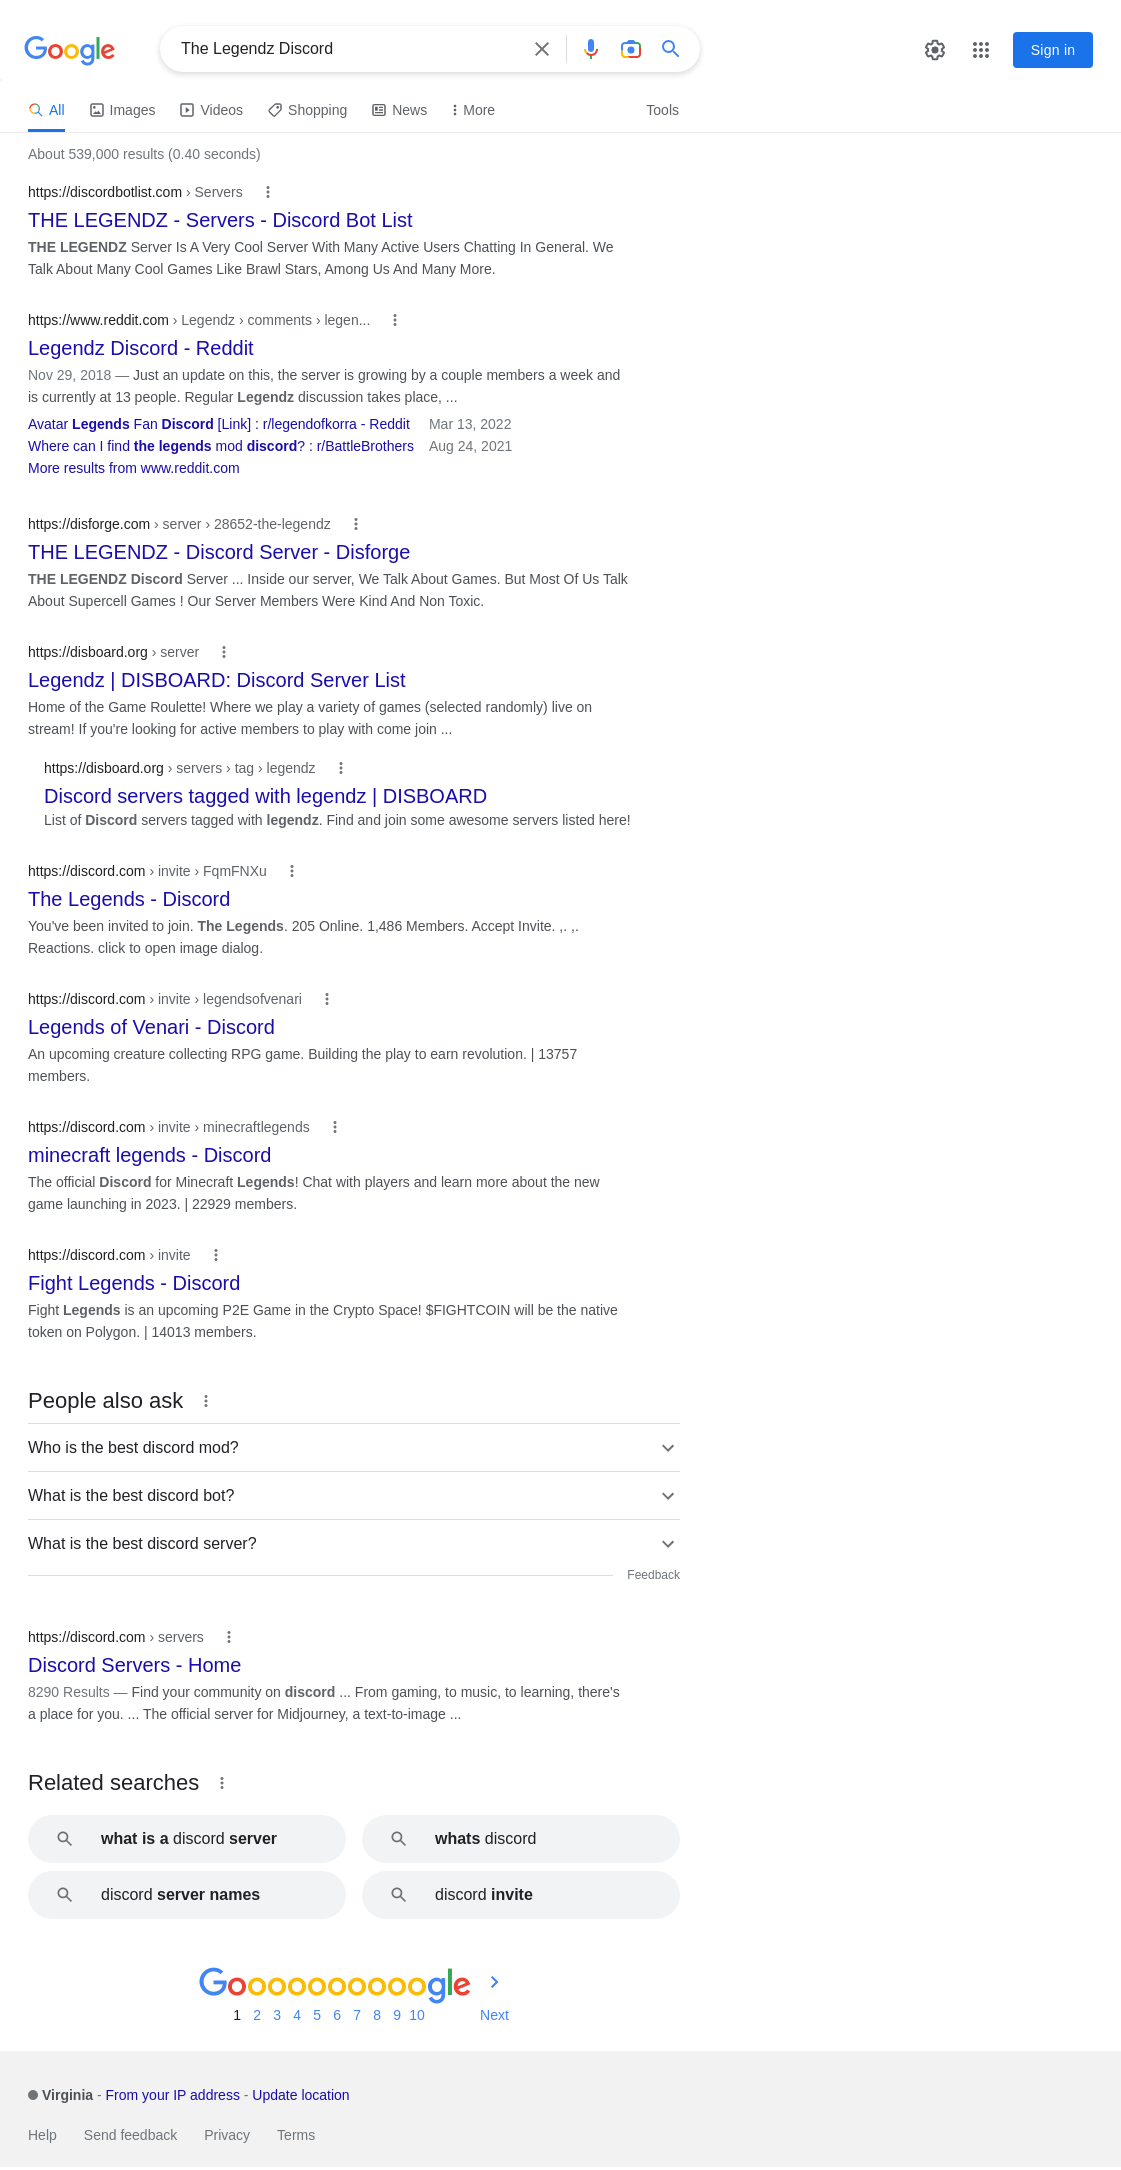 Google
The Legendz Discord
Sign in
All Images Videos Shopping News More Tools
About 539,000 results (0.40 seconds)
https://discordbotlist.com › Servers
THE LEGENDZ - Servers - Discord Bot List
THE LEGENDZ Server Is A Very Cool Server With Many Active Users Chatting In General. We
Talk About Many Cool Games Like Brawl Stars, Among Us And Many More.
https://www.reddit.com › Legendz › comments › legen...
Legendz Discord - Reddit
Nov 29, 2018 — Just an update on this, the server is growing by a couple members a week and
is currently at 13 people. Regular Legendz discussion takes place, ...
Avatar Legends Fan Discord [Link] : r/legendofkorra - Reddit Mar 13, 2022
Where can I find the legends mod discord? : r/BattleBrothers Aug 24, 2021
More results from www.reddit.com
https://disforge.com › server › 28652-the-legendz
THE LEGENDZ - Discord Server - Disforge
THE LEGENDZ Discord Server ... Inside our server, We Talk About Games. But Most Of Us Talk
About Supercell Games ! Our Server Members Were Kind And Non Toxic.
https://disboard.org › server
Legendz | DISBOARD: Discord Server List
Home of the Game Roulette! Where we play a variety of games (selected randomly) live on
stream! If you're looking for active members to play with come join ...
https://disboard.org › servers › tag › legendz
Discord servers tagged with legendz | DISBOARD
List of Discord servers tagged with legendz. Find and join some awesome servers listed here!
https://discord.com › invite › FqmFNXu
The Legends - Discord
You've been invited to join. The Legends. 205 Online. 1,486 Members. Accept Invite. ,. ,.
Reactions. click to open image dialog.
https://discord.com › invite › legendsofvenari
Legends of Venari - Discord
An upcoming creature collecting RPG game. Building the play to earn revolution. | 13757
members.
https://discord.com › invite › minecraftlegends
minecraft legends - Discord
The official Discord for Minecraft Legends! Chat with players and learn more about the new
game launching in 2023. | 22929 members.
https://discord.com › invite
Fight Legends - Discord
Fight Legends is an upcoming P2E Game in the Crypto Space! $FIGHTCOIN will be the native
token on Polygon. | 14013 members.
People also ask
Who is the best discord mod?
What is the best discord bot?
What is the best discord server?
Feedback
https://discord.com › servers
Discord Servers - Home
8290 Results — Find your community on discord ... From gaming, to music, to learning, there's
a place for you. ... The official server for Midjourney, a text-to-image ...
Related searches
what is a discord server
whats discord
discord server names
discord invite
Goooooooooogle
1 2 3 4 5 6 7 8 9 10 Next
Virginia - From your IP address - Update location
Help Send feedback Privacy Terms